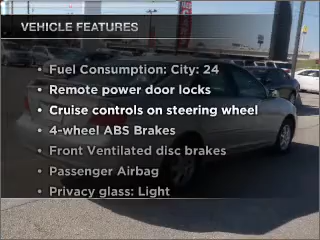 VEHICLE FEATURES
• Fuel Consumption: City: 24
• Remote power door locks
• Cruise controls on steering wheel
• 4-wheel ABS Brakes
• Front Ventilated disc brakes
• Passenger Airbag
• Privacy glass: Light